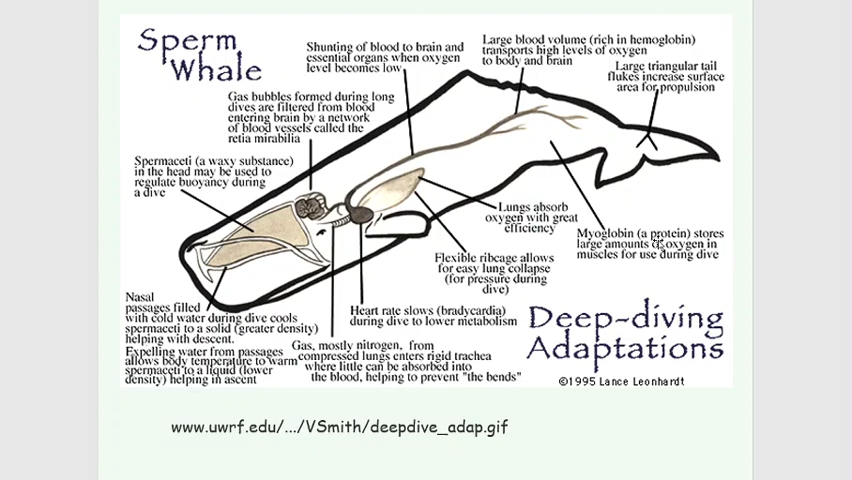 Sperm
Whale
Shunting of blood to brain and
essential organs when oxygen
level becomes low
Large blood volume (rich in hemoglobin)
transports high levels of oxygen
to body and brain
Large triangular tail
flukes increase surface
area for propulsion
Gas bubbles formed during long
dives are filtered from blood
entering brain by a network
of blood vessels called the
retia mirabilia
Spermaceti (a waxy substance)
in the head may be used to
regulate buoyancy during
a dive
Lungs absorb
oxygen with great
efficiency
Myoglobin (a protein) stores
large amounts of oxygen in
muscles for use during dive
Flexible ribcage allows
for easy lung collapse
(for pressure during
dive)
Nasal
passages filled
with cold water during dive cools
spermaceti to a solid (greater density)
helping with descent.
Expelling water from passages
allows body temperature to warm
spermaceti to a liquid (lower
density) helping in ascent
Heart rate slows (bradycardia)
during dive to lower metabolism
Gas, mostly nitrogen, from
compressed lungs enters rigid trachea
where little can be absorbed into
the blood, helping to prevent "the bends"
Deep-diving
Adaptations
©1995 Lance Leonhardt
www.uwrf.edu/.../VSmith/deepdive_adap.gif